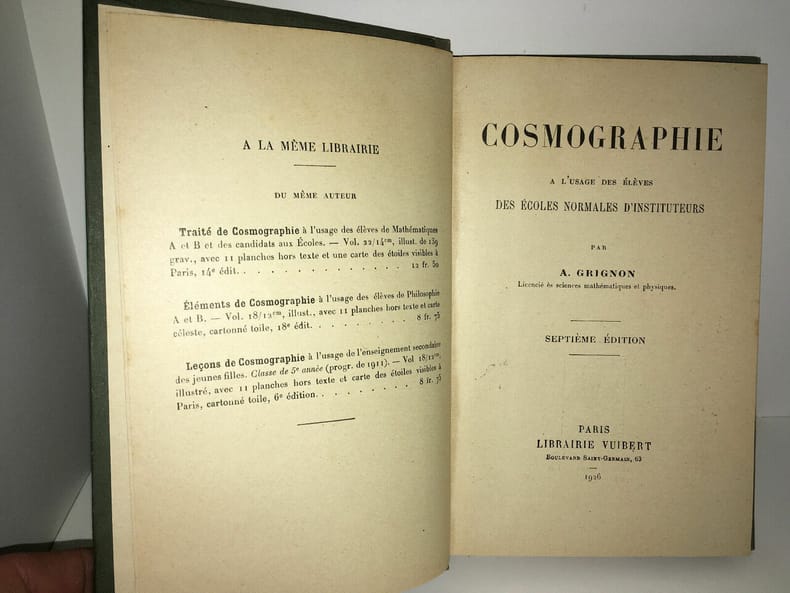 A LA MÊME LIBRAIRIE
DU MÊME AUTEUR
Traité de Cosmographie à l'usage des élèves de Mathématiques
A et B et des candidats aux Écoles. — Vol. 22/14cm, illust. de 139
grav., avec 11 planches hors texte et une carte des étoiles visibles à
Paris, 14e édit. . . . . . . . . . . . . 12 fr. 50
Éléments de Cosmographie à l'usage des élèves de Philosophie
A et B. — Vol. 18/12cm, illust., avec 11 planches hors texte et carte
céleste, cartonné toile, 18e édit. . . . . . . . 8 fr. 75
Leçons de Cosmographie à l'usage de l'enseignement secondaire
des jeunes filles. Classe de 5e année (progr. de 1911). — Vol 18/12cm,
illustré, avec 11 planches hors texte et carte des étoiles visibles à
Paris, cartonné toile, 6e édition. . . . . . . . 8 fr. 75
COSMOGRAPHIE
A L'USAGE DES ÉLÈVES
DES ÉCOLES NORMALES D'INSTITUTEURS
PAR
A. GRIGNON
Licencié ès sciences mathématiques et physiques.
SEPTIÈME ÉDITION
PARIS
LIBRAIRIE VUIBERT
BOULEVARD SAINT-GERMAIN, 63
1926